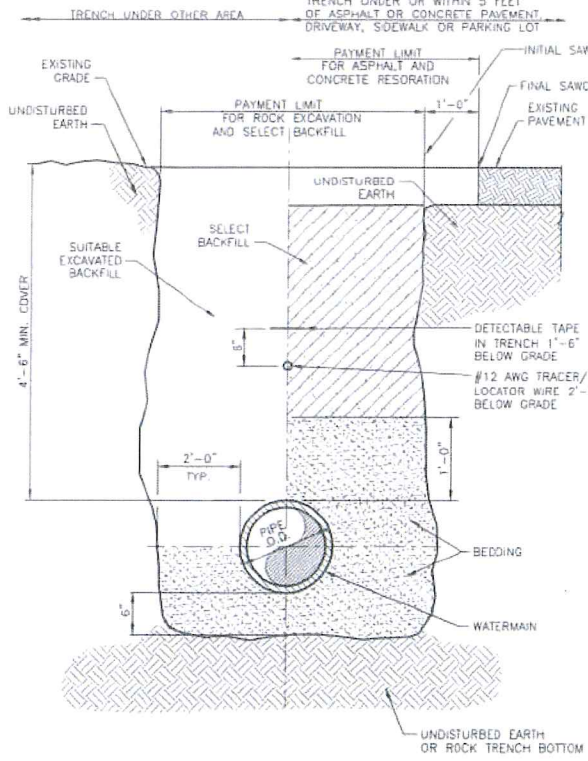 TRENCH UNDER OTHER AREA
TRENCH UNDER OR WITHIN 5 FEET
OF ASPHALT OR CONCRETE PAVEMENT,
DRIVEWAY, SIDEWALK OR PARKING LOT
PAYMENT LIMIT
FOR ASPHALT AND
CONCRETE RESORATION
INITIAL SAW
EXISTING
GRADE
FINAL SAWC
UNDISTURBED
EARTH
PAYMENT LIMIT
FOR ROCK EXCAVATION
AND SELECT BACKFILL
1'-0"
EXISTING
PAVEMENT
UNDISTURBED
EARTH
SUITABLE
EXCAVATED
BACKFILL
SELECT
BACKFILL
4'-6" MIN. COVER
6"
DETECTABLE TAPE
IN TRENCH 1'-6"
BELOW GRADE
#12 AWG TRACER/
LOCATOR WIRE 2'-
BELOW GRADE
2'-0"
TYP.
1'-0"
PIPE
O.D.
BEDDING
6"
WATERMAIN
UNDISTURBED EARTH
OR ROCK TRENCH BOTTOM